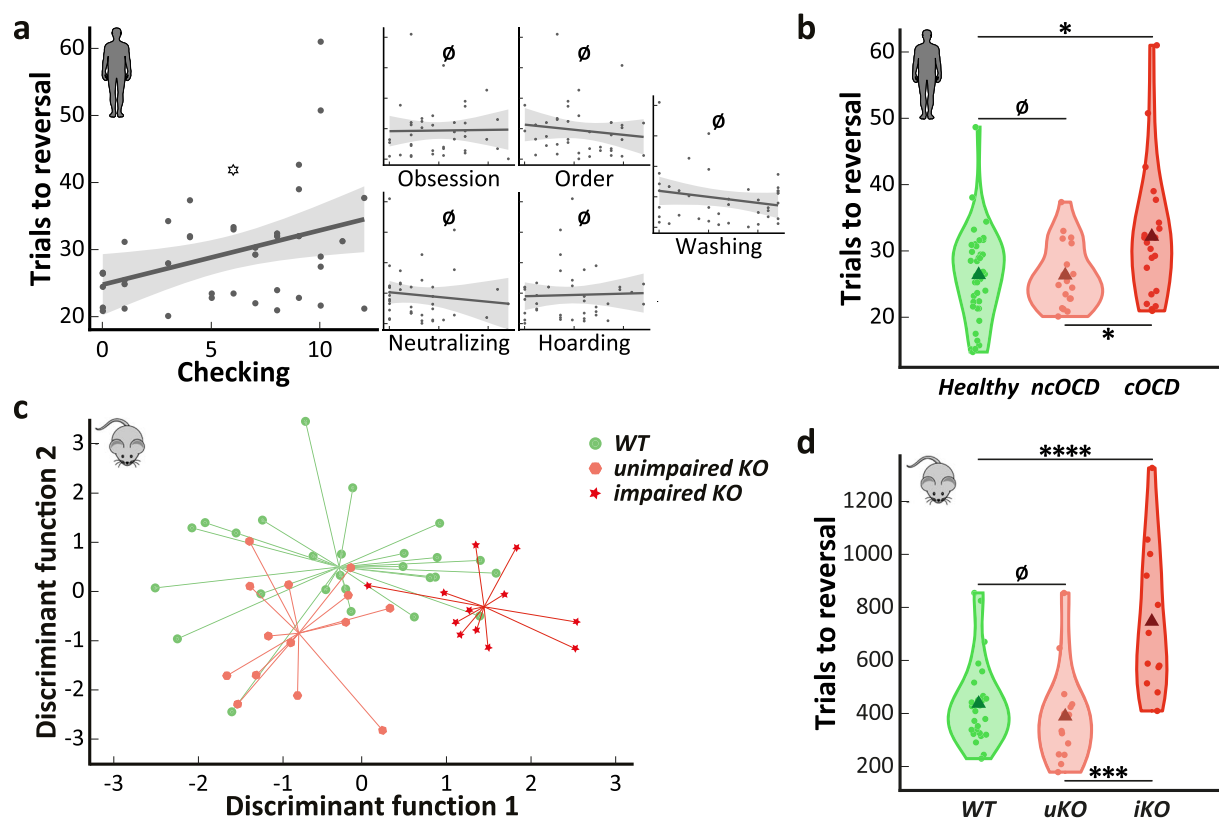 a
Trials to reversal
60
50
40
30
20
0
5
10
Checking
Ø
Obsession
Ø
Order
Ø
Washing
Ø
Neutralizing
Ø
Hoarding
b
Trials to reversal
60
50
40
30
20
*
Ø
*
Healthy ncOCD cOCD
c
Discriminant function 2
3
2
1
0
-1
-2
-3
WT
unimpaired KO
impaired KO
-3 -2 -1 0 1 2 3
Discriminant function 1
d
Trials to reversal
1200
1000
800
600
400
200
****
Ø
***
WT uKO iKO